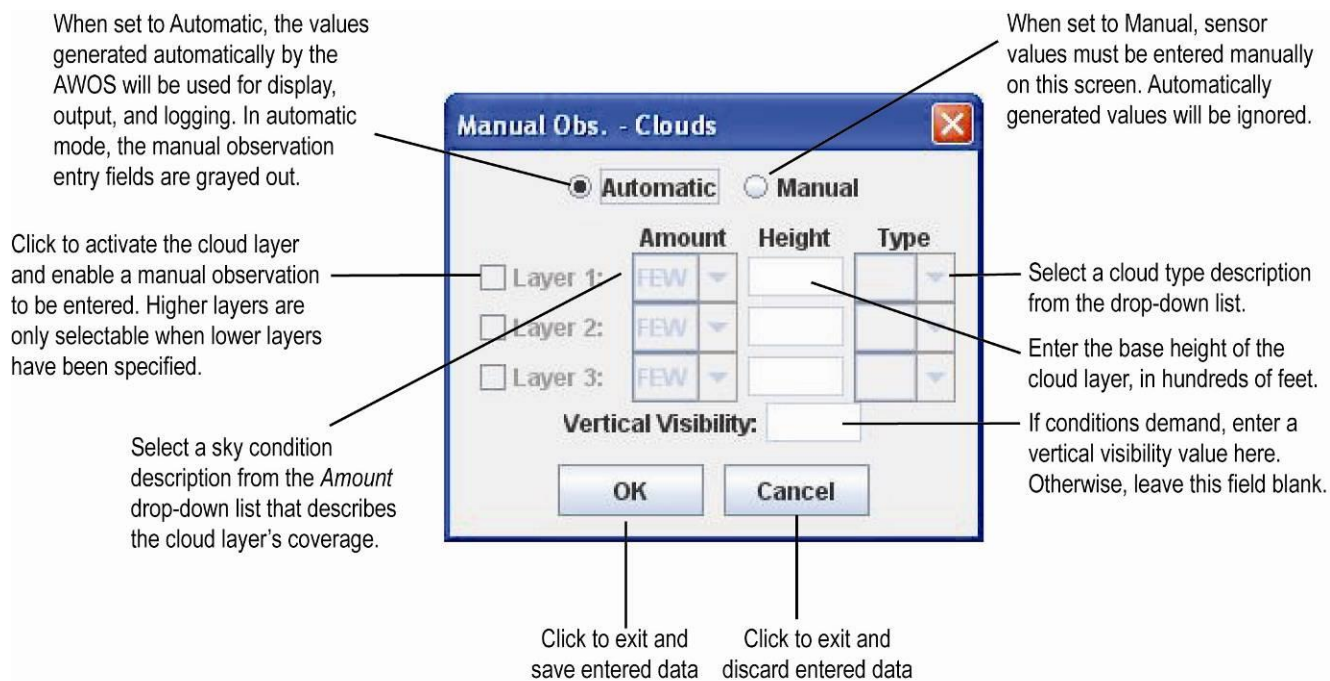 When set to Automatic, the values
generated automatically by the
AWOS will be used for display,
output, and logging. In automatic
mode, the manual observation
entry fields are grayed out.
When set to Manual, sensor
values must be entered manually
on this screen. Automatically
generated values will be ignored.
Click to activate the cloud layer
and enable a manual observation
to be entered. Higher layers are
only selectable when lower layers
have been specified.
Select a sky condition
description from the Amount
drop-down list that describes
the cloud layer's coverage.
Manual Obs. - Clouds
Automatic Manual
Amount Height Type
Layer 1: FEW
Layer 2: FEW
Layer 3: FEW
Vertical Visibility:
OK Cancel
Select a cloud type description
from the drop-down list.
Enter the base height of the
cloud layer, in hundreds of feet.
If conditions demand, enter a
vertical visibility value here.
Otherwise, leave this field blank.
Click to exit and
save entered data
Click to exit and
discard entered data